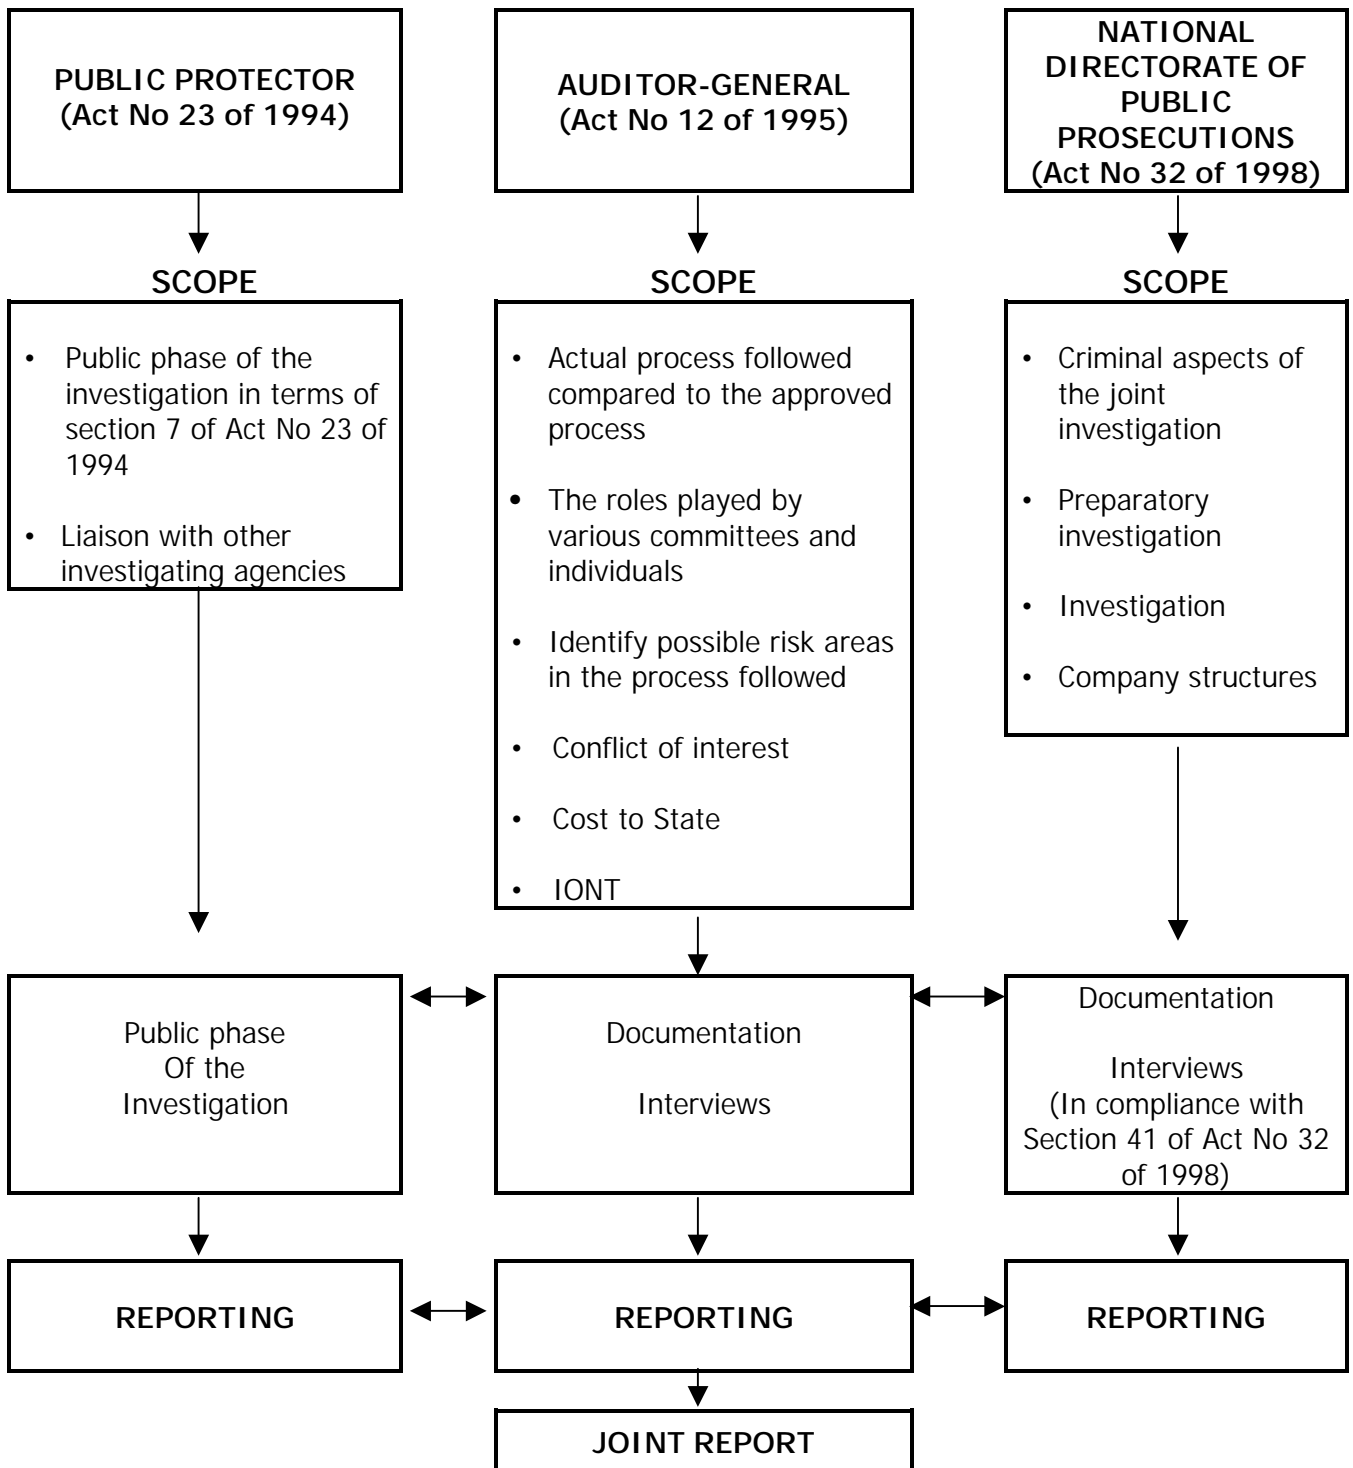 PUBLIC PROTECTOR
(Act No 23 of 1994)
AUDITOR-GENERAL
(Act No 12 of 1995)
NATIONAL
DIRECTORATE OF
PUBLIC
PROSECUTIONS
(Act No 32 of 1998)
SCOPE
• Public phase of the
investigation in terms of
section 7 of Act No 23 of
1994
• Liaison with other
investigating agencies
SCOPE
• Actual process followed
compared to the approved
process
• The roles played by
various committees and
individuals
• Identify possible risk areas
in the process followed
• Conflict of interest
• Cost to State
• IONT
SCOPE
• Criminal aspects of
the joint
investigation
• Preparatory
investigation
• Investigation
• Company structures
Public phase
Of the
Investigation
Documentation
Interviews
Documentation
Interviews
(In compliance with
Section 41 of Act No 32
of 1998)
REPORTING
REPORTING
REPORTING
JOINT REPORT